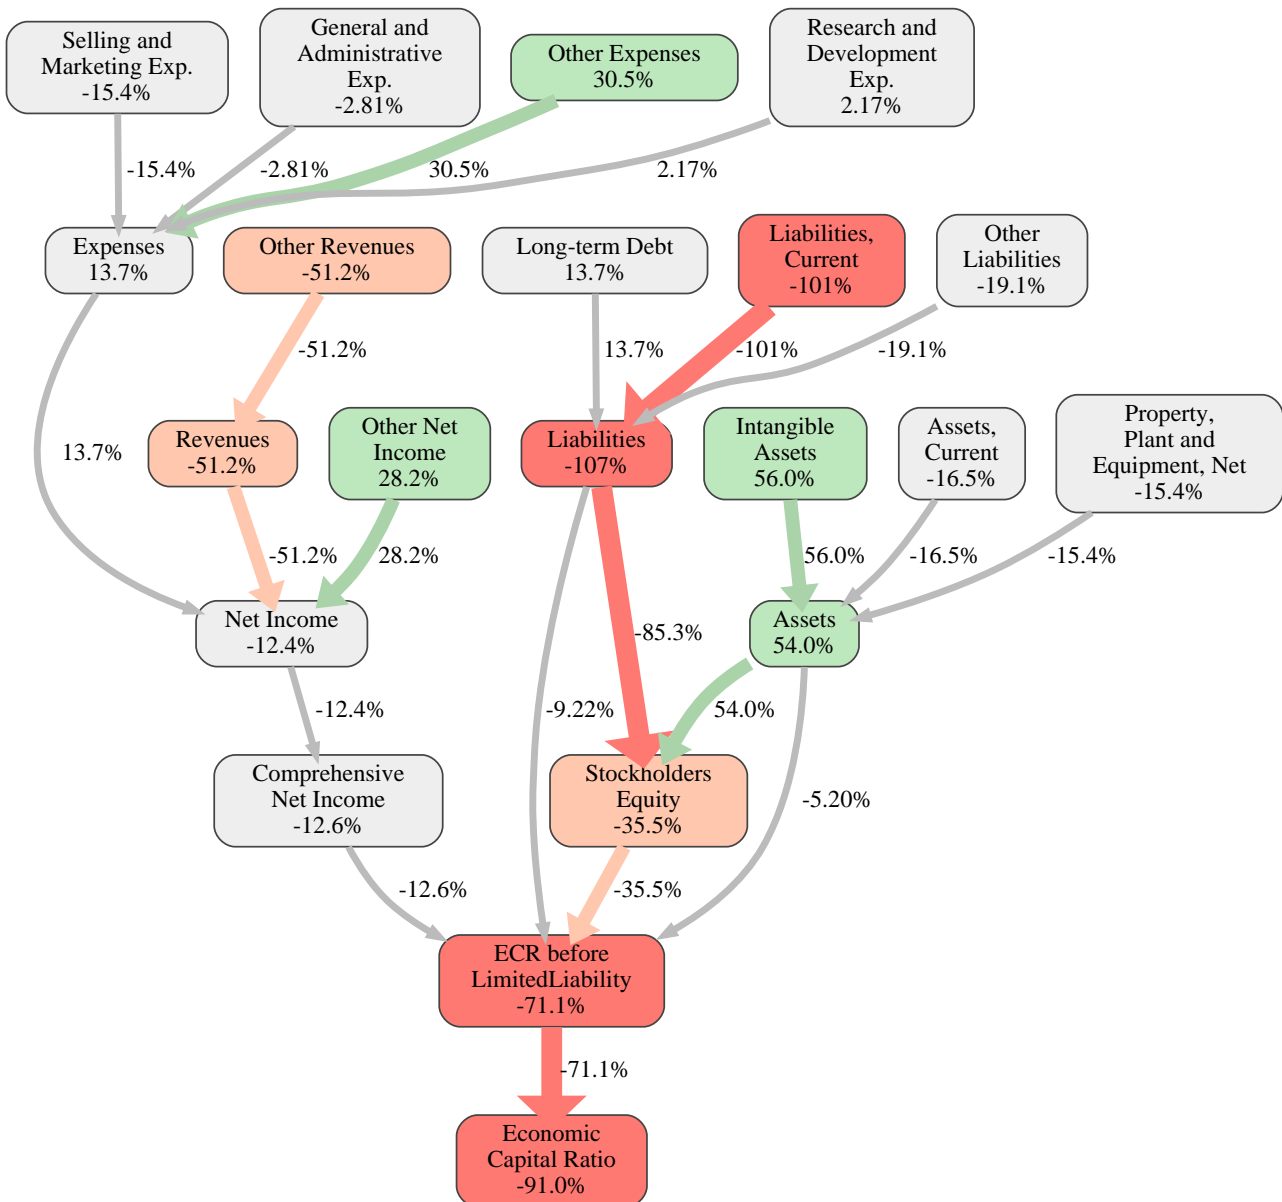 Selling and
Marketing Exp.
-15.4%
General and
Administrative
Exp.
-2.81%
Other Expenses
30.5%
Research and
Development
Exp.
2.17%
-15.4%
-2.81%
30.5%
2.17%
Expenses
13.7%
Other Revenues
-51.2%
Long-term Debt
13.7%
Liabilities,
Current
-101%
Other
Liabilities
-19.1%
-51.2%
13.7%
-101%
-19.1%
13.7%
Revenues
-51.2%
Other Net
Income
28.2%
Liabilities
-107%
Intangible
Assets
56.0%
Assets,
Current
-16.5%
Property,
Plant and
Equipment, Net
-15.4%
-51.2%
28.2%
56.0%
-16.5%
-15.4%
Net Income
-12.4%
-85.3%
Assets
54.0%
-12.4%
-9.22%
54.0%
Comprehensive
Net Income
-12.6%
Stockholders
Equity
-35.5%
-5.20%
-12.6%
-35.5%
ECR before
LimitedLiability
-71.1%
-71.1%
Economic
Capital Ratio
-91.0%